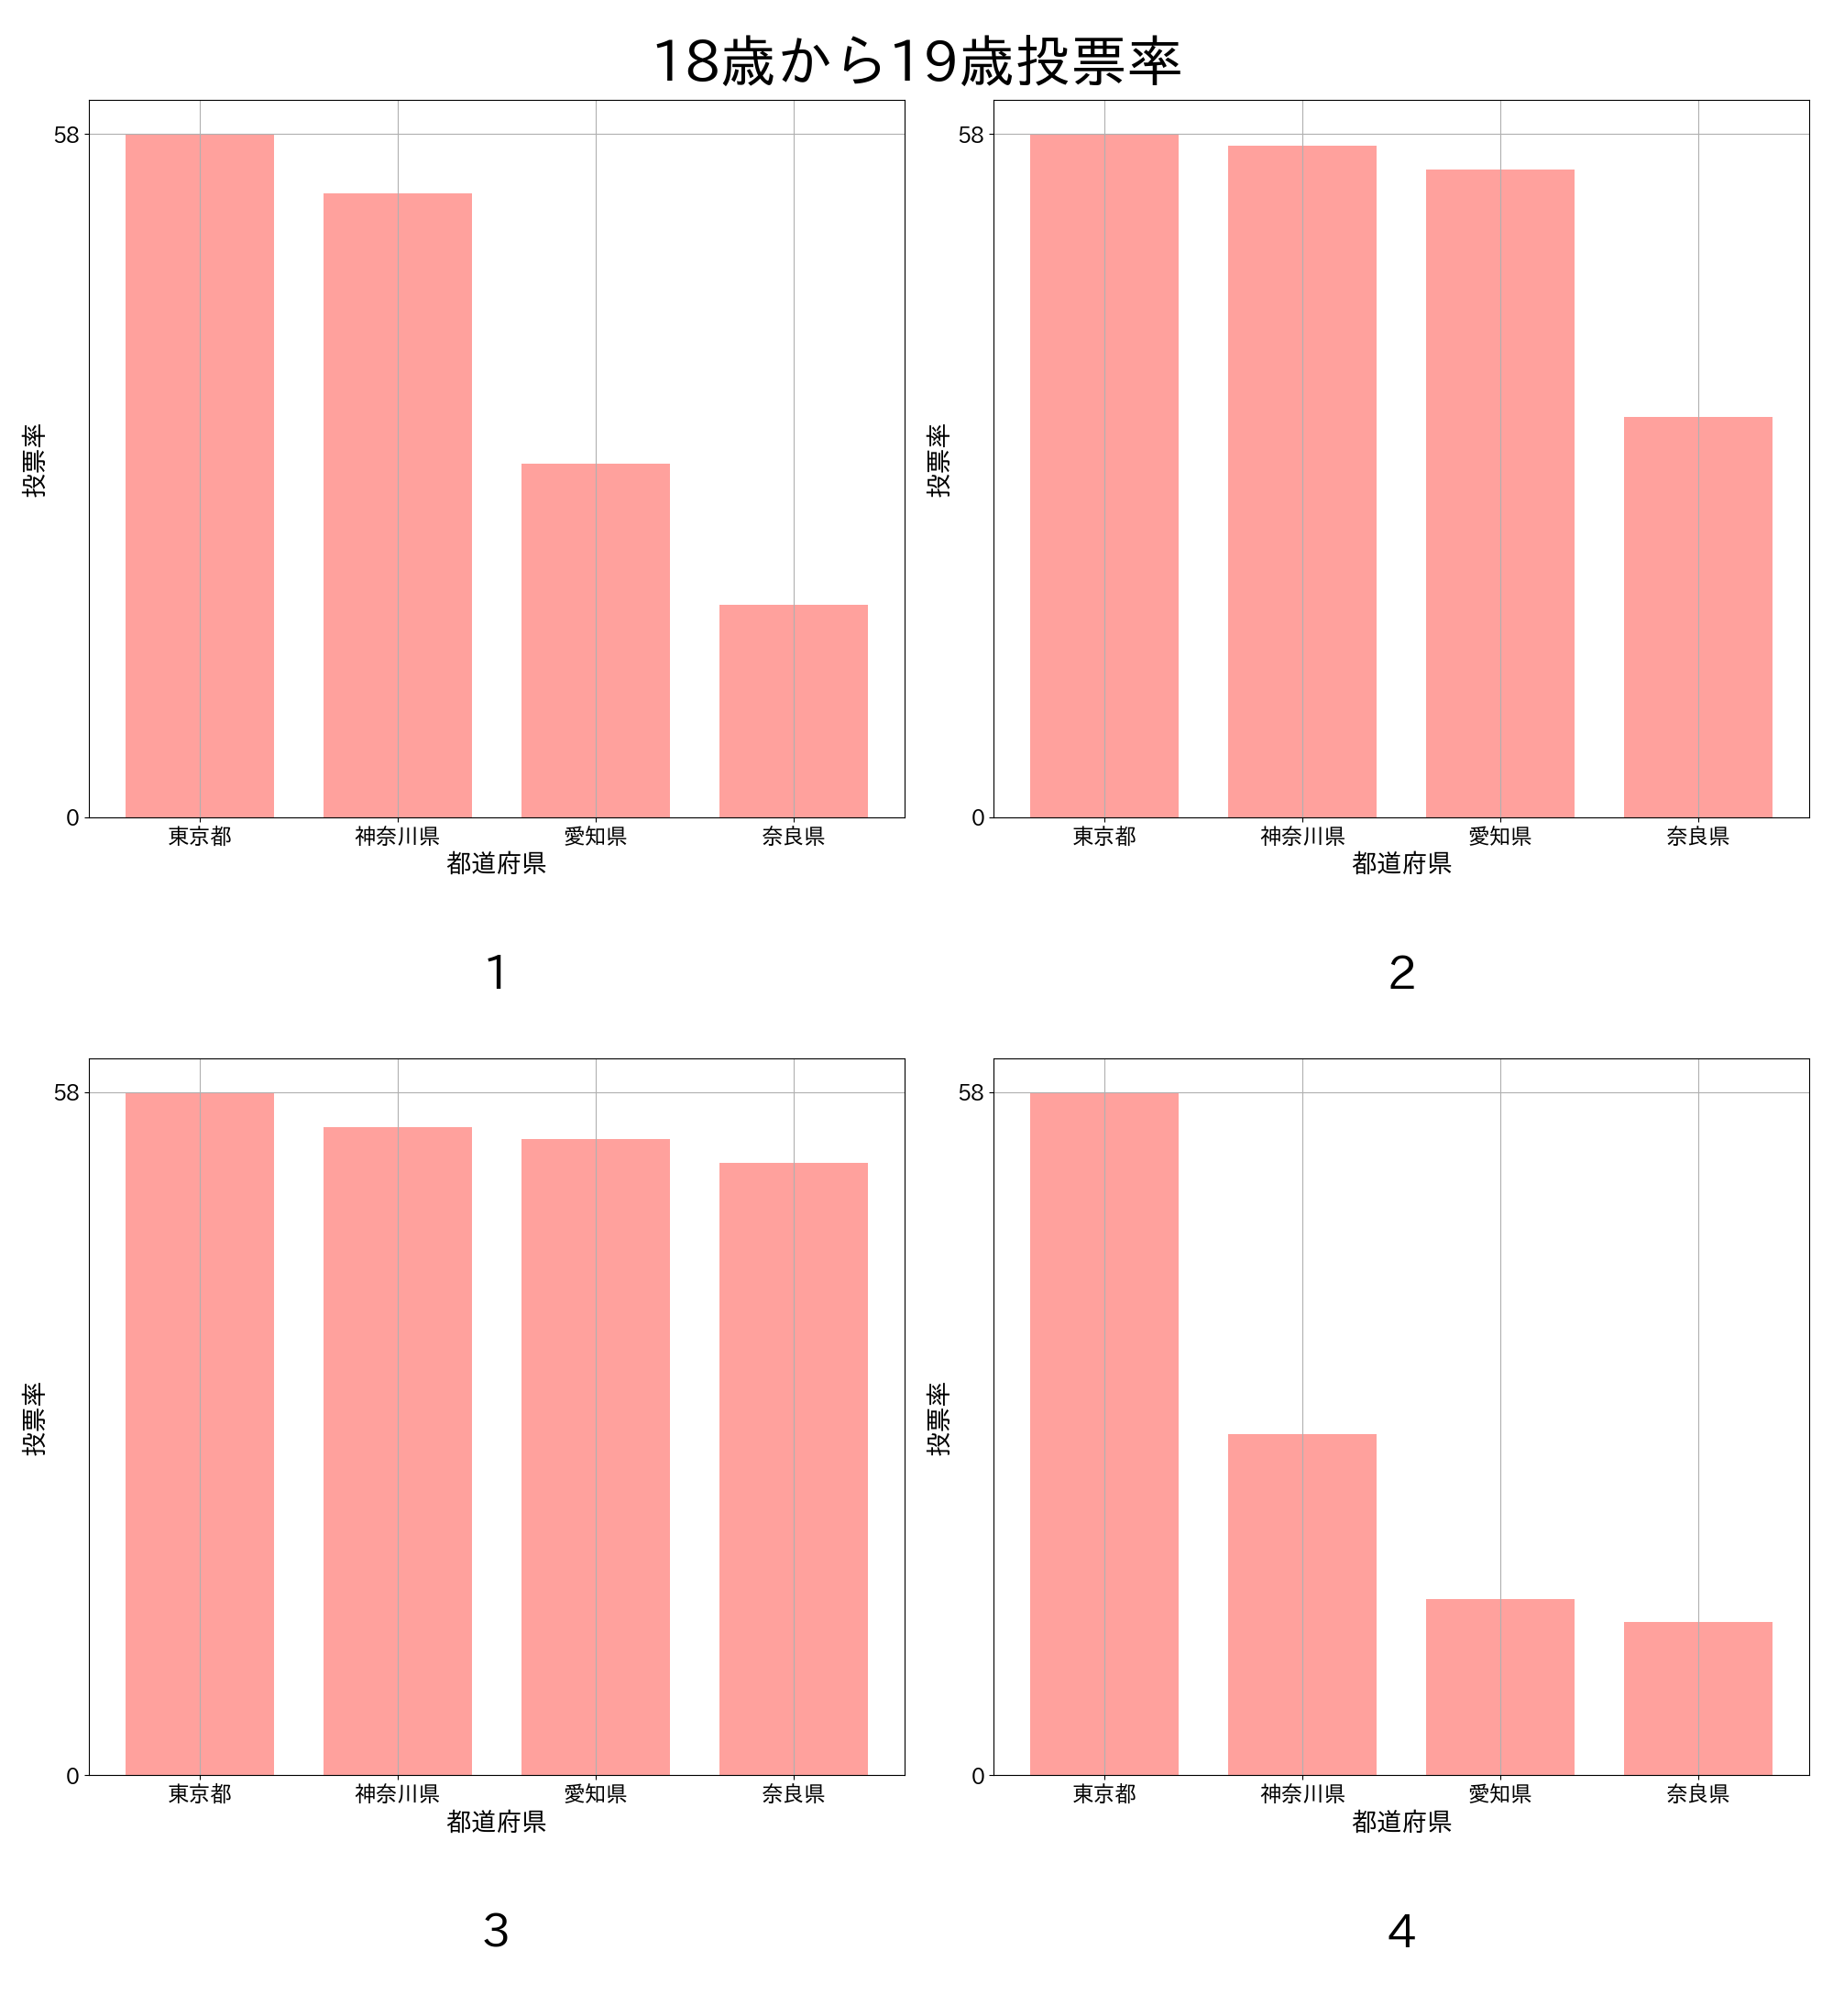 18歳から19歳投票率
58
0
投票率
東京都 神奈川県 愛知県 奈良県
都道府県
1
58
0
投票率
東京都 神奈川県 愛知県 奈良県
都道府県
2
58
0
投票率
東京都 神奈川県 愛知県 奈良県
都道府県
3
58
0
投票率
東京都 神奈川県 愛知県 奈良県
都道府県
4